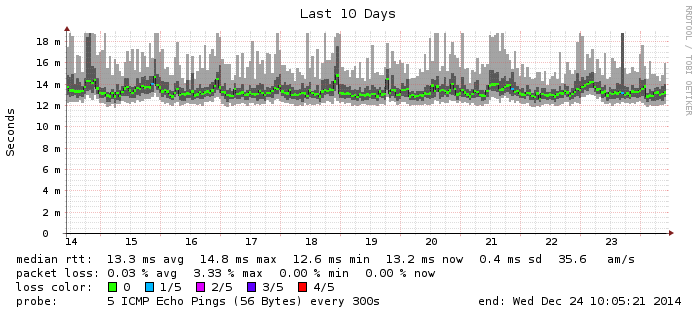 Last 10 Days
RRDTOOL / TOBI OETIKER
Seconds
18 m
16 m
14 m
12 m
10 m
8 m
6 m
4 m
2 m
0
14 15 16 17 18 19 20 21 22 23
median rtt: 13.3 ms avg 14.8 ms max 12.6 ms min 13.2 ms now 0.4 ms sd 35.6 am/s
packet loss: 0.03 % avg 3.33 % max 0.00 % min 0.00 % now
loss color: 0 1/5 2/5 3/5 4/5
probe: 5 ICMP Echo Pings (56 Bytes) every 300s end: Wed Dec 24 10:05:21 2014